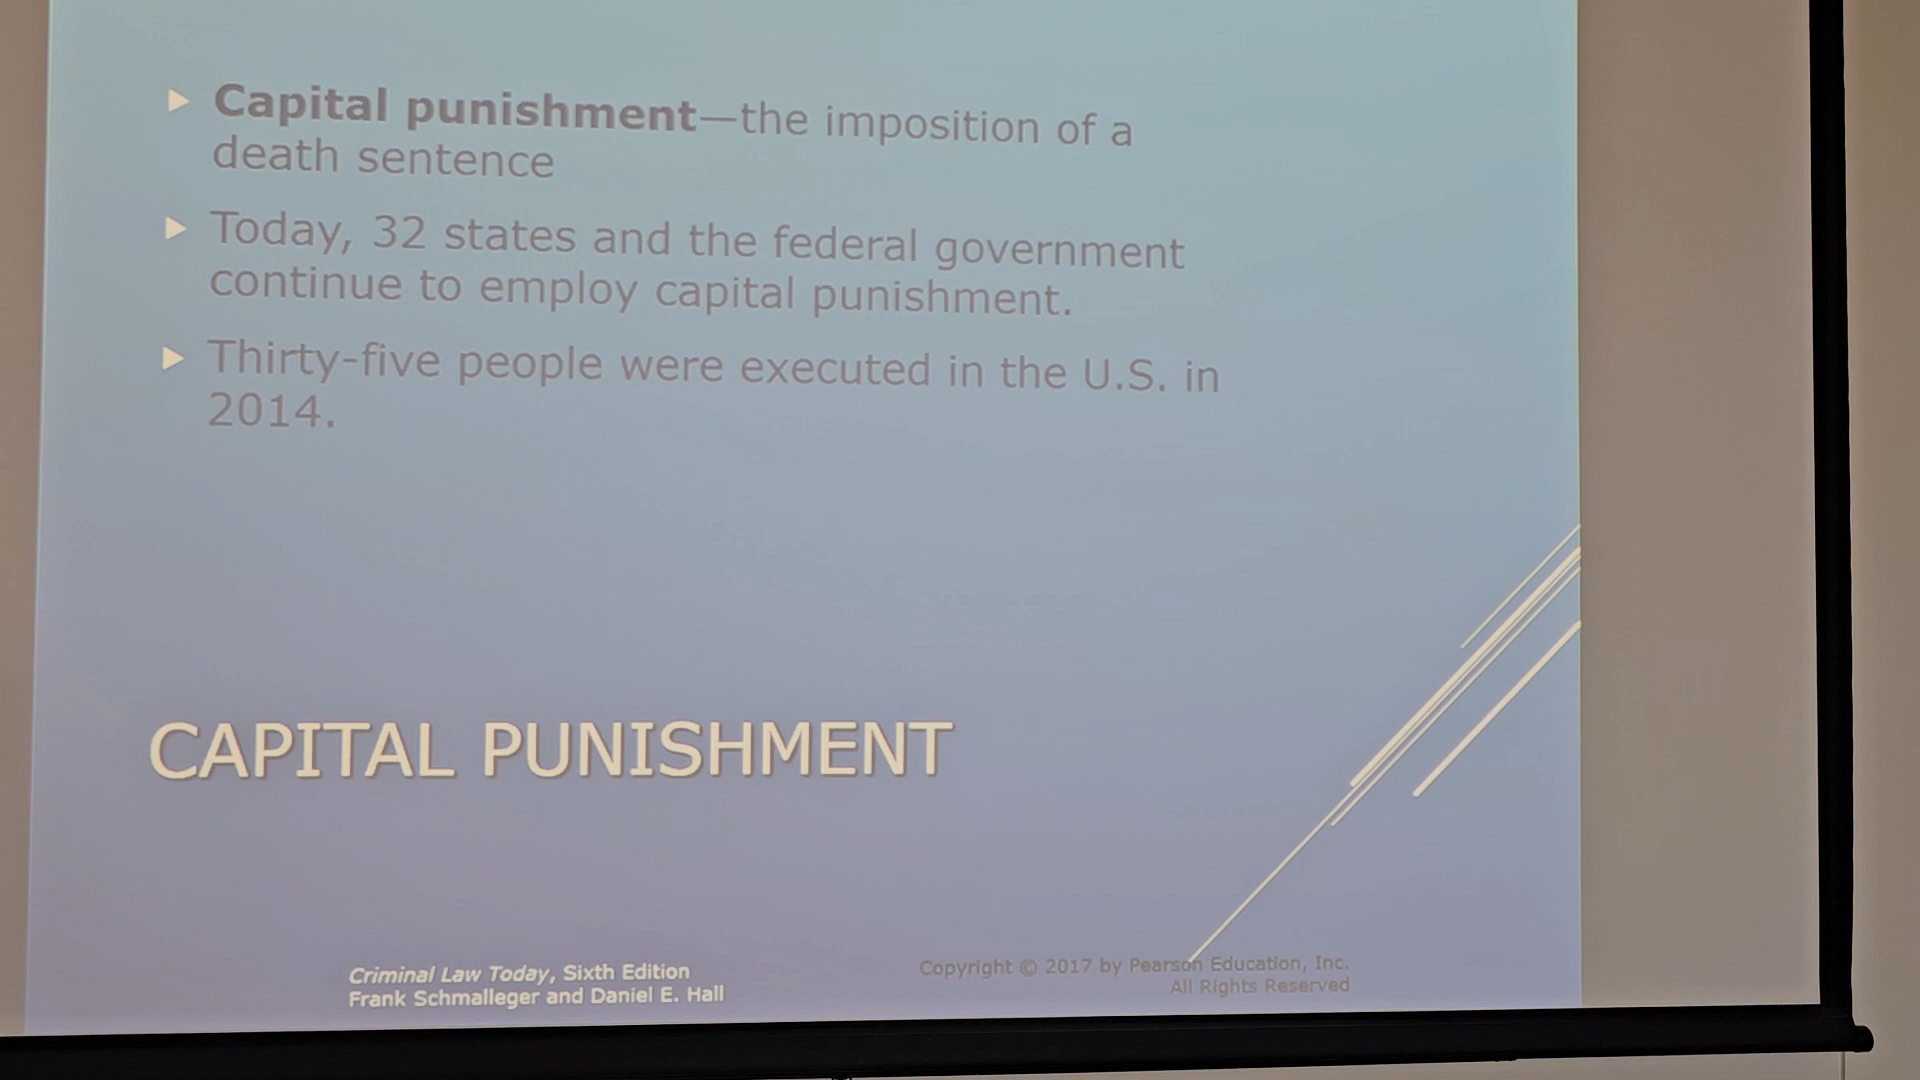 Capital punishment—the imposition of a
death sentence
Today, 32 states and the federal government
continue to employ capital punishment.
Thirty-five people were executed in the U.S. in
2014.
CAPITAL PUNISHMENT
Criminal Law Today, Sixth Edition
Frank Schmalleger and Daniel E. Hall
Copyright © 2017 by Pearson Education, Inc.
All Rights Reserved